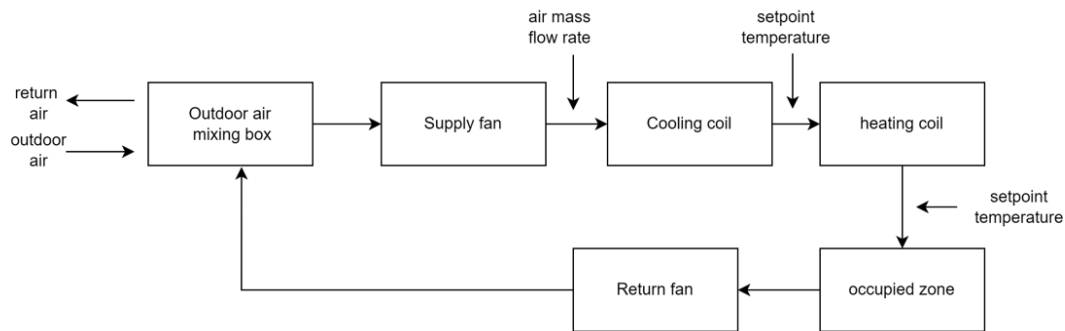 air mass
flow rate
setpoint
temperature
return
air
outdoor
air
Outdoor air
mixing box
Supply fan
Cooling coil
heating coil
setpoint
temperature
Return fan
occupied zone